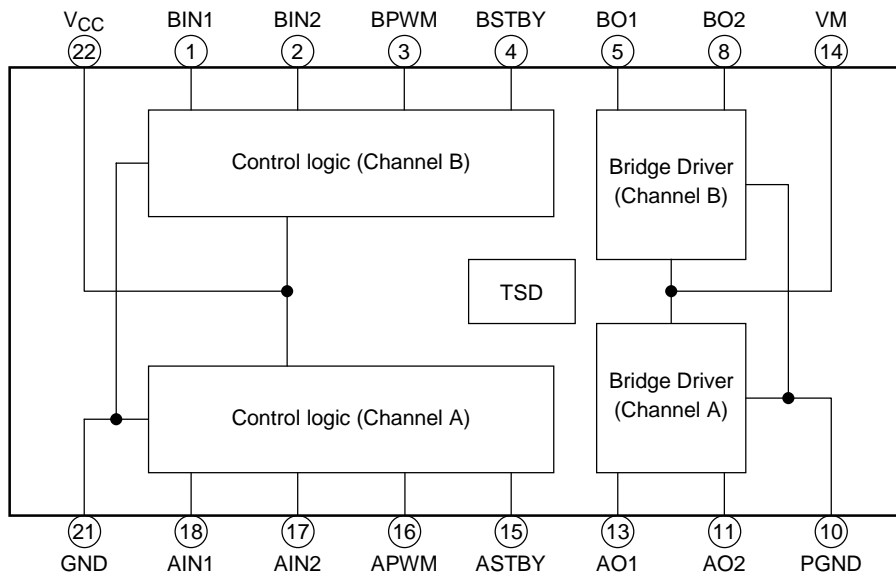 VCC BIN1 BIN2 BPWM BSTBY BO1 BO2 VM
22 1 2 3 4 5 8 14
Control logic (Channel B)
Bridge Driver
(Channel B)
TSD
Control logic (Channel A)
Bridge Driver
(Channel A)
21 18 17 16 15 13 11 10
GND AIN1 AIN2 APWM ASTBY AO1 AO2 PGND